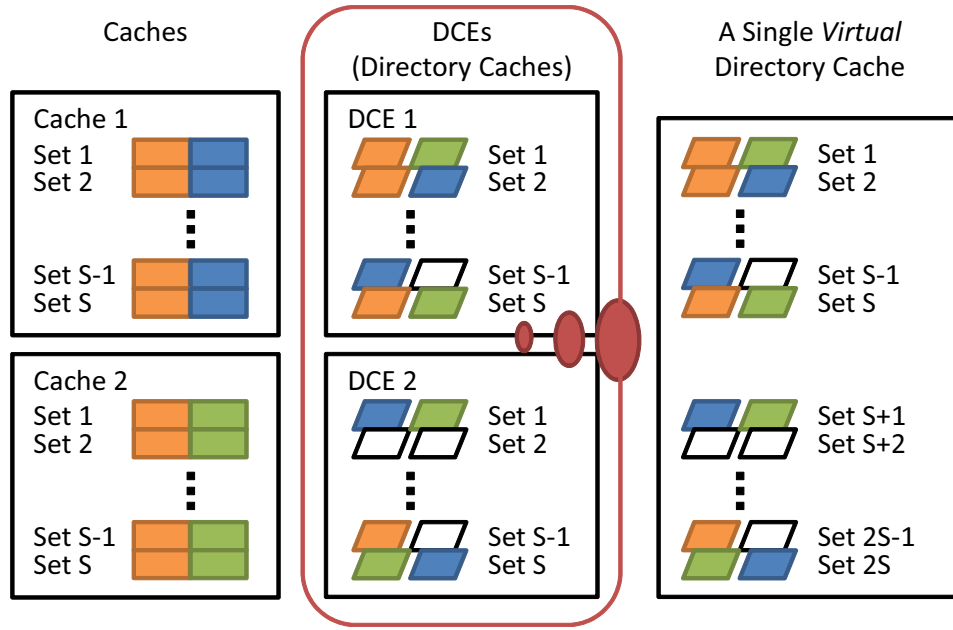 Caches
DCEs
(Directory Caches)
A Single Virtual
Directory Cache
Cache 1
Set 1
Set 2
Set S-1
Set S
Cache 2
Set 1
Set 2
Set S-1
Set S
DCE 1
Set 1
Set 2
Set S-1
Set S
DCE 2
Set 1
Set 2
Set S-1
Set S
Set 1
Set 2
Set S-1
Set S
Set S+1
Set S+2
Set 2S-1
Set 2S